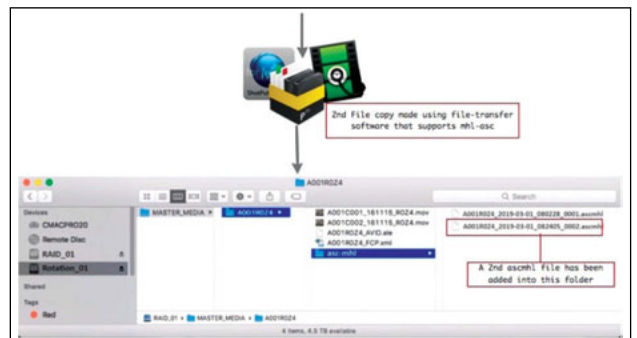 2nd File copy made using file-transfer
software that supports mhl-asc
A001R0Z4
Search
Devices
CMACPRO20
Remote Disc
RAID_01
Rotation_01
Shared
Tags
Red
MASTER_MEDIA
A001R0Z4
A001C001_161115_R0Z4.mov
A001C002_161115_R0Z4.mov
A001R0Z4_AVID.ale
A001R0Z4_FCP.xml
asc-mhl
A001R024_2019-03-01_080228_0001.ascmhl
A001R024_2019-03-01_082405_0002.ascmhl
A 2nd ascmhl file has been
added into this folder
RAID_01 MASTER_MEDIA A001R0Z4
4 items, 4.5 TB available